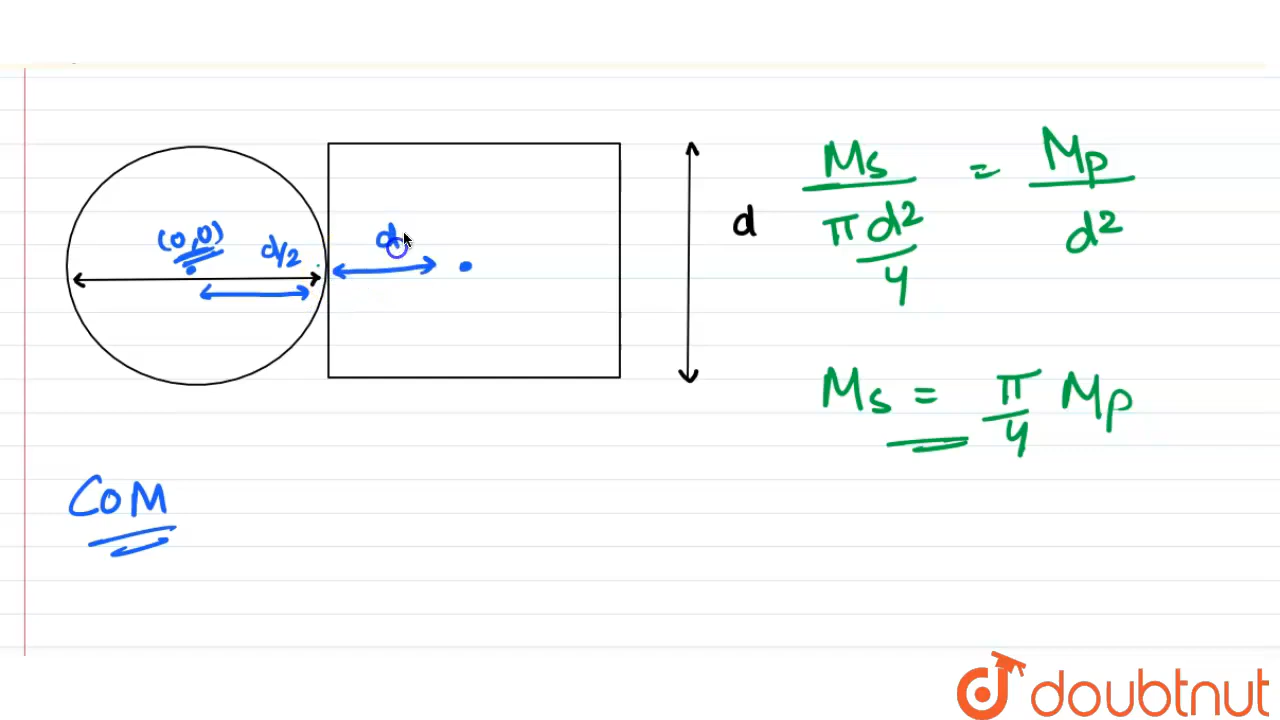 (0,0)
d/2
d
d
Ms = Mp
πd²/4 d²
Ms = π/4 Mp
COM
doubtnut